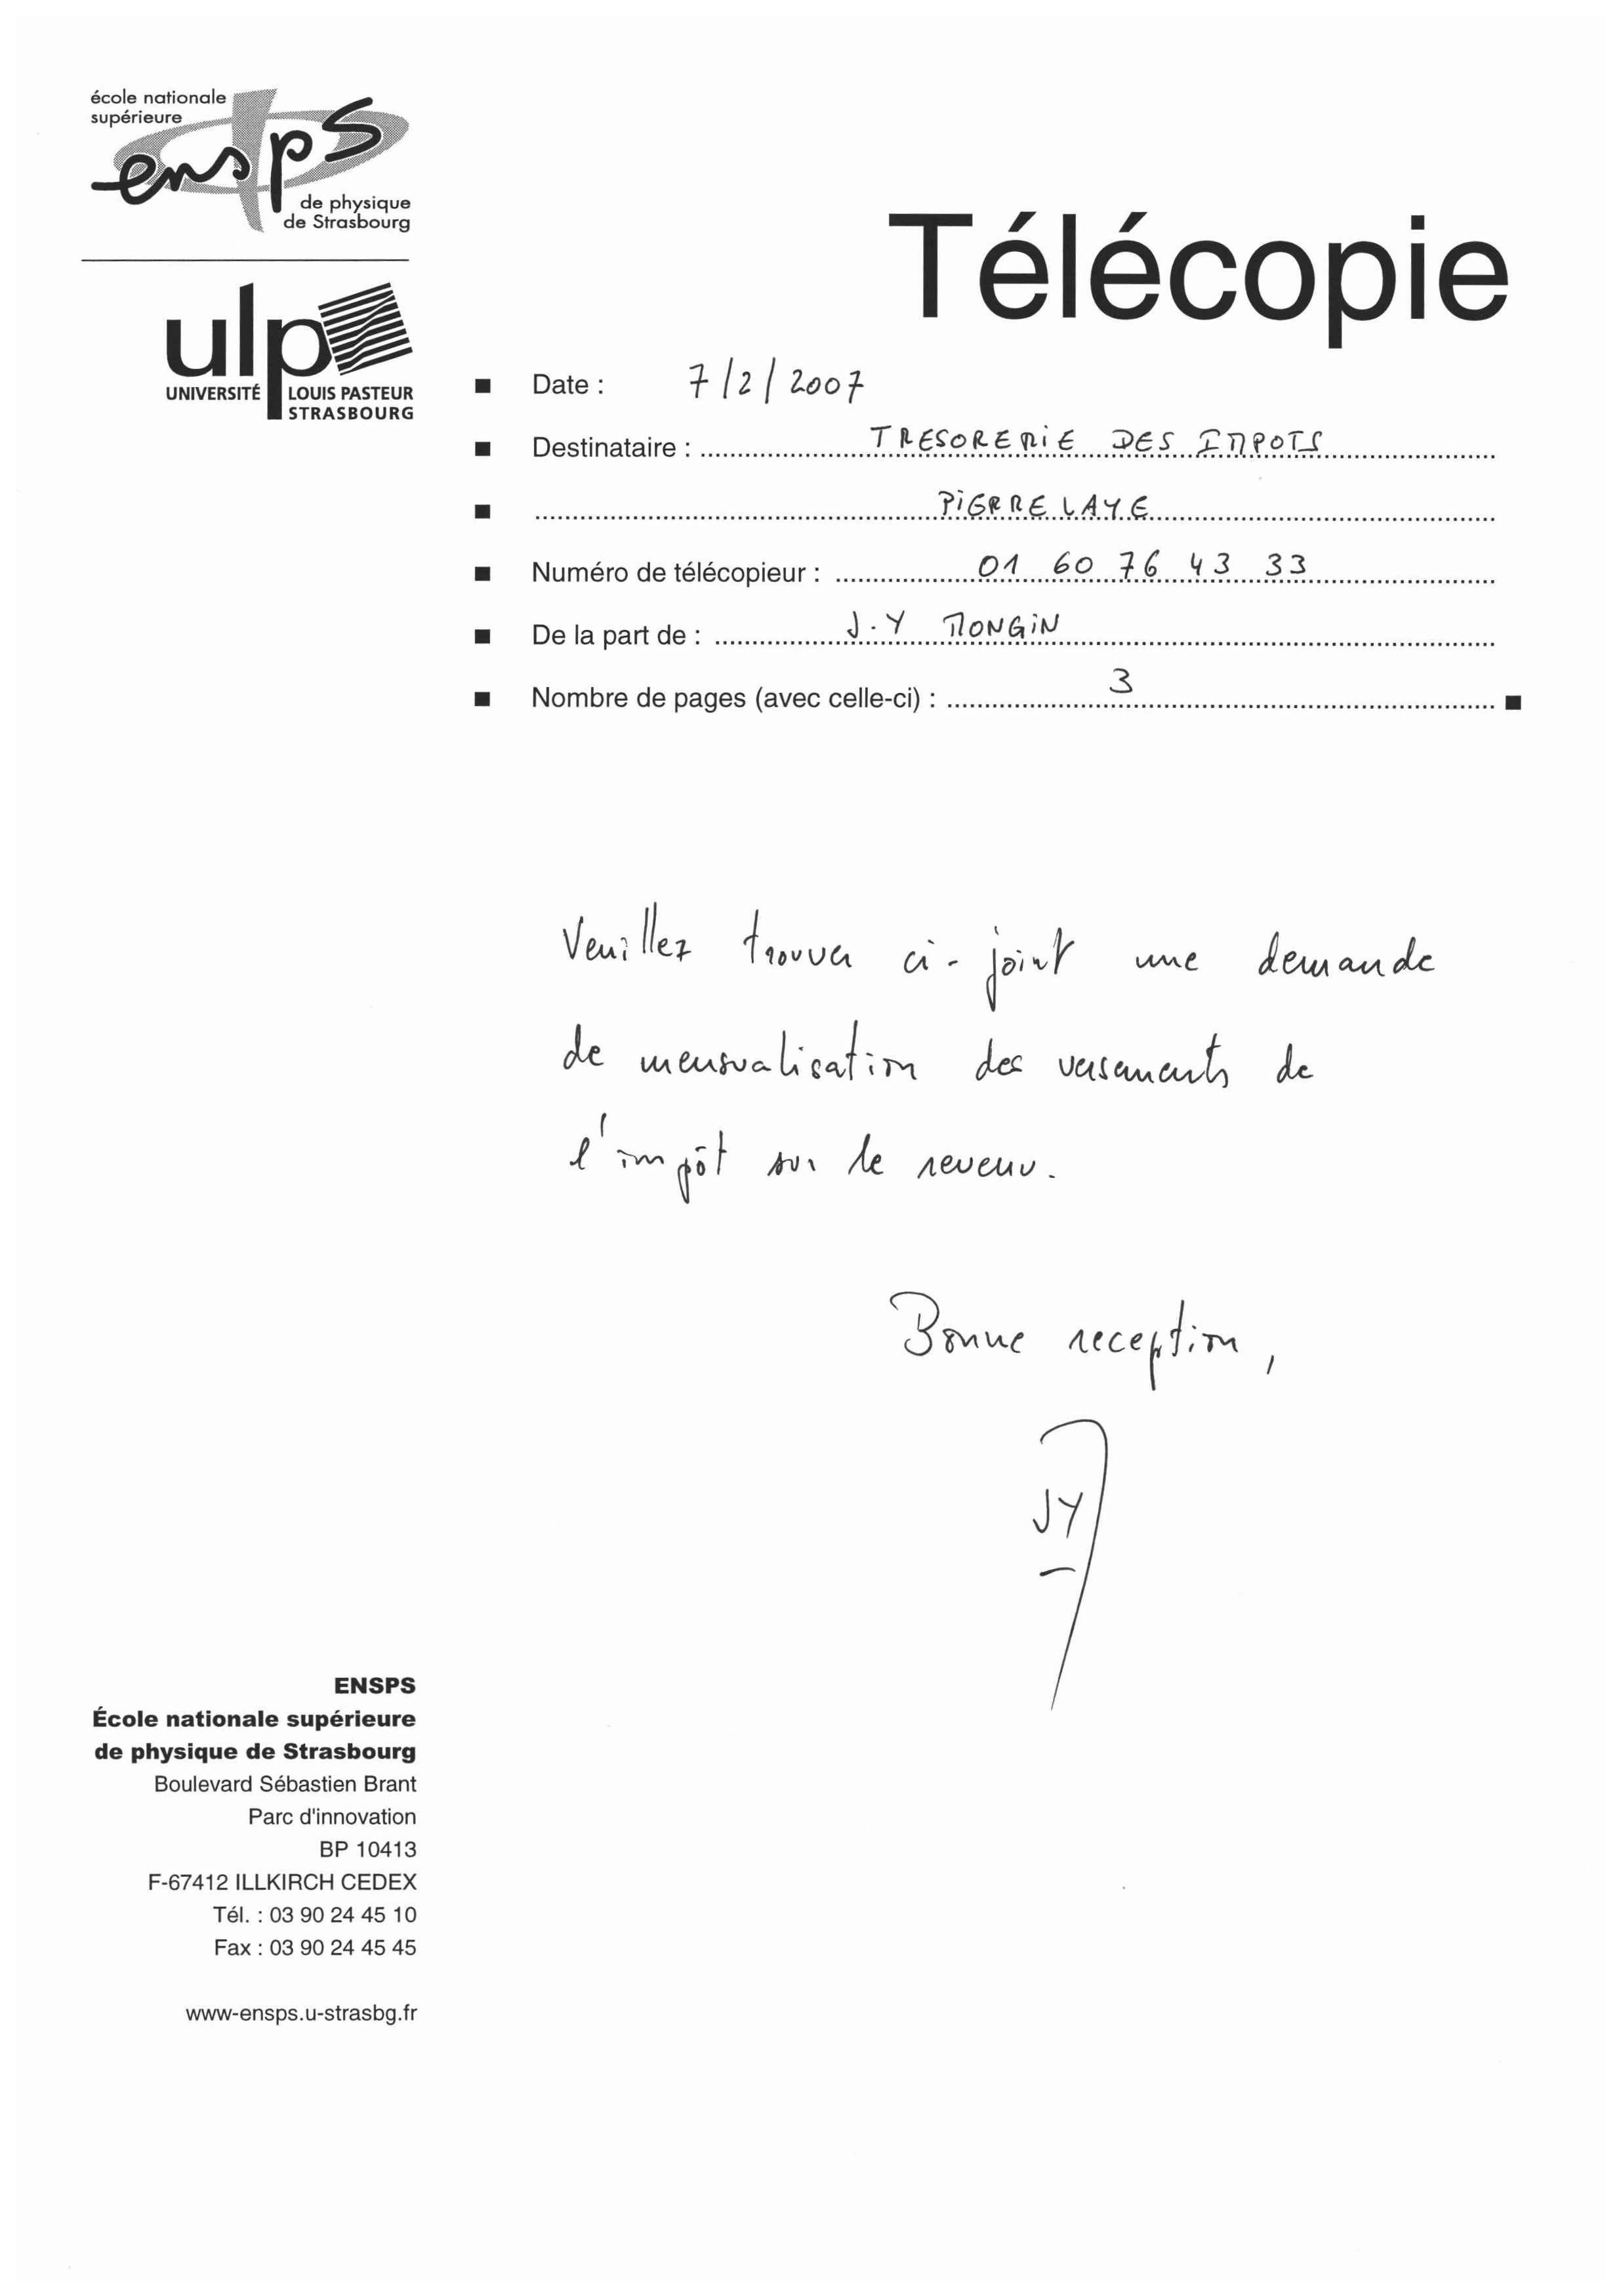 école nationale
supérieure
ensps
de physique
de Strasbourg
ulp
UNIVERSITÉ LOUIS PASTEUR
STRASBOURG
Télécopie
Date : 7/2/2007
Destinataire : TRESORERIE DES IMPOTS
PIERRELAYE
Numéro de télécopieur : 01 60 76 43 33
De la part de : J.Y MONGIN
Nombre de pages (avec celle-ci) : 3
Veuillez trouver ci-joint une demande
de mensualisation des versements de
l'impôt sur le revenu.
Bonne reception,
JY
ENSPS
École nationale supérieure
de physique de Strasbourg
Boulevard Sébastien Brant
Parc d'innovation
BP 10413
F-67412 ILLKIRCH CEDEX
Tél. : 03 90 24 45 10
Fax : 03 90 24 45 45
www-ensps.u-strasbg.fr